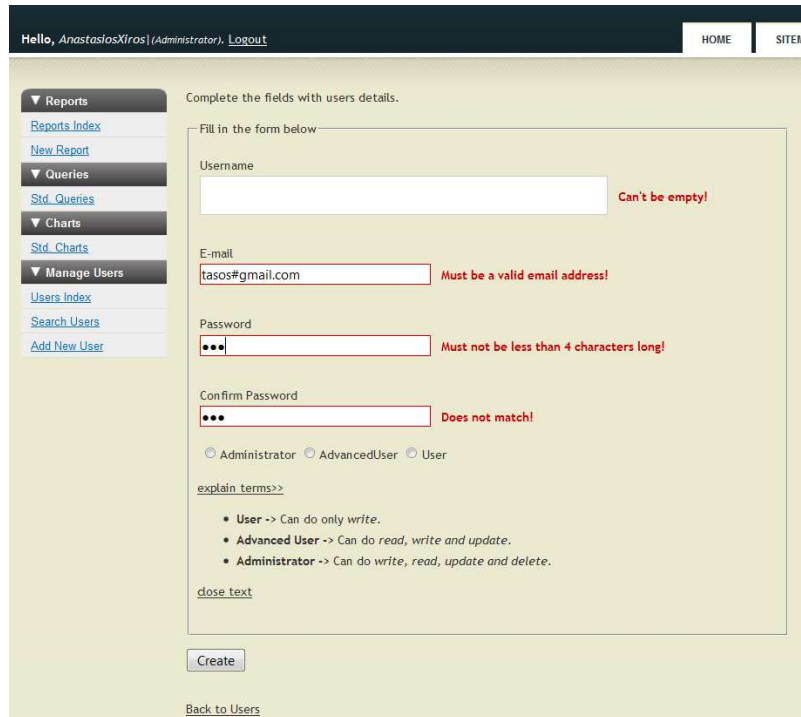 Hello, AnastasiosXiros|(Administrator). Logout
HOME
▼ Reports
Reports Index
New Report
▼ Queries
Std. Queries
▼ Charts
Std. Charts
▼ Manage Users
Users Index
Search Users
Add New User
Complete the fields with users details.
Fill in the form below
Username
Can't be empty!
E-mail
tasos#gmail.com
Must be a valid email address!
Password
•••
Must not be less than 4 characters long!
Confirm Password
•••
Does not match!
Administrator AdvancedUser User
explain terms>>
• User -> Can do only write.
• Advanced User -> Can do read, write and update.
• Administrator -> Can do write, read, update and delete.
close text
Create
Back to Users